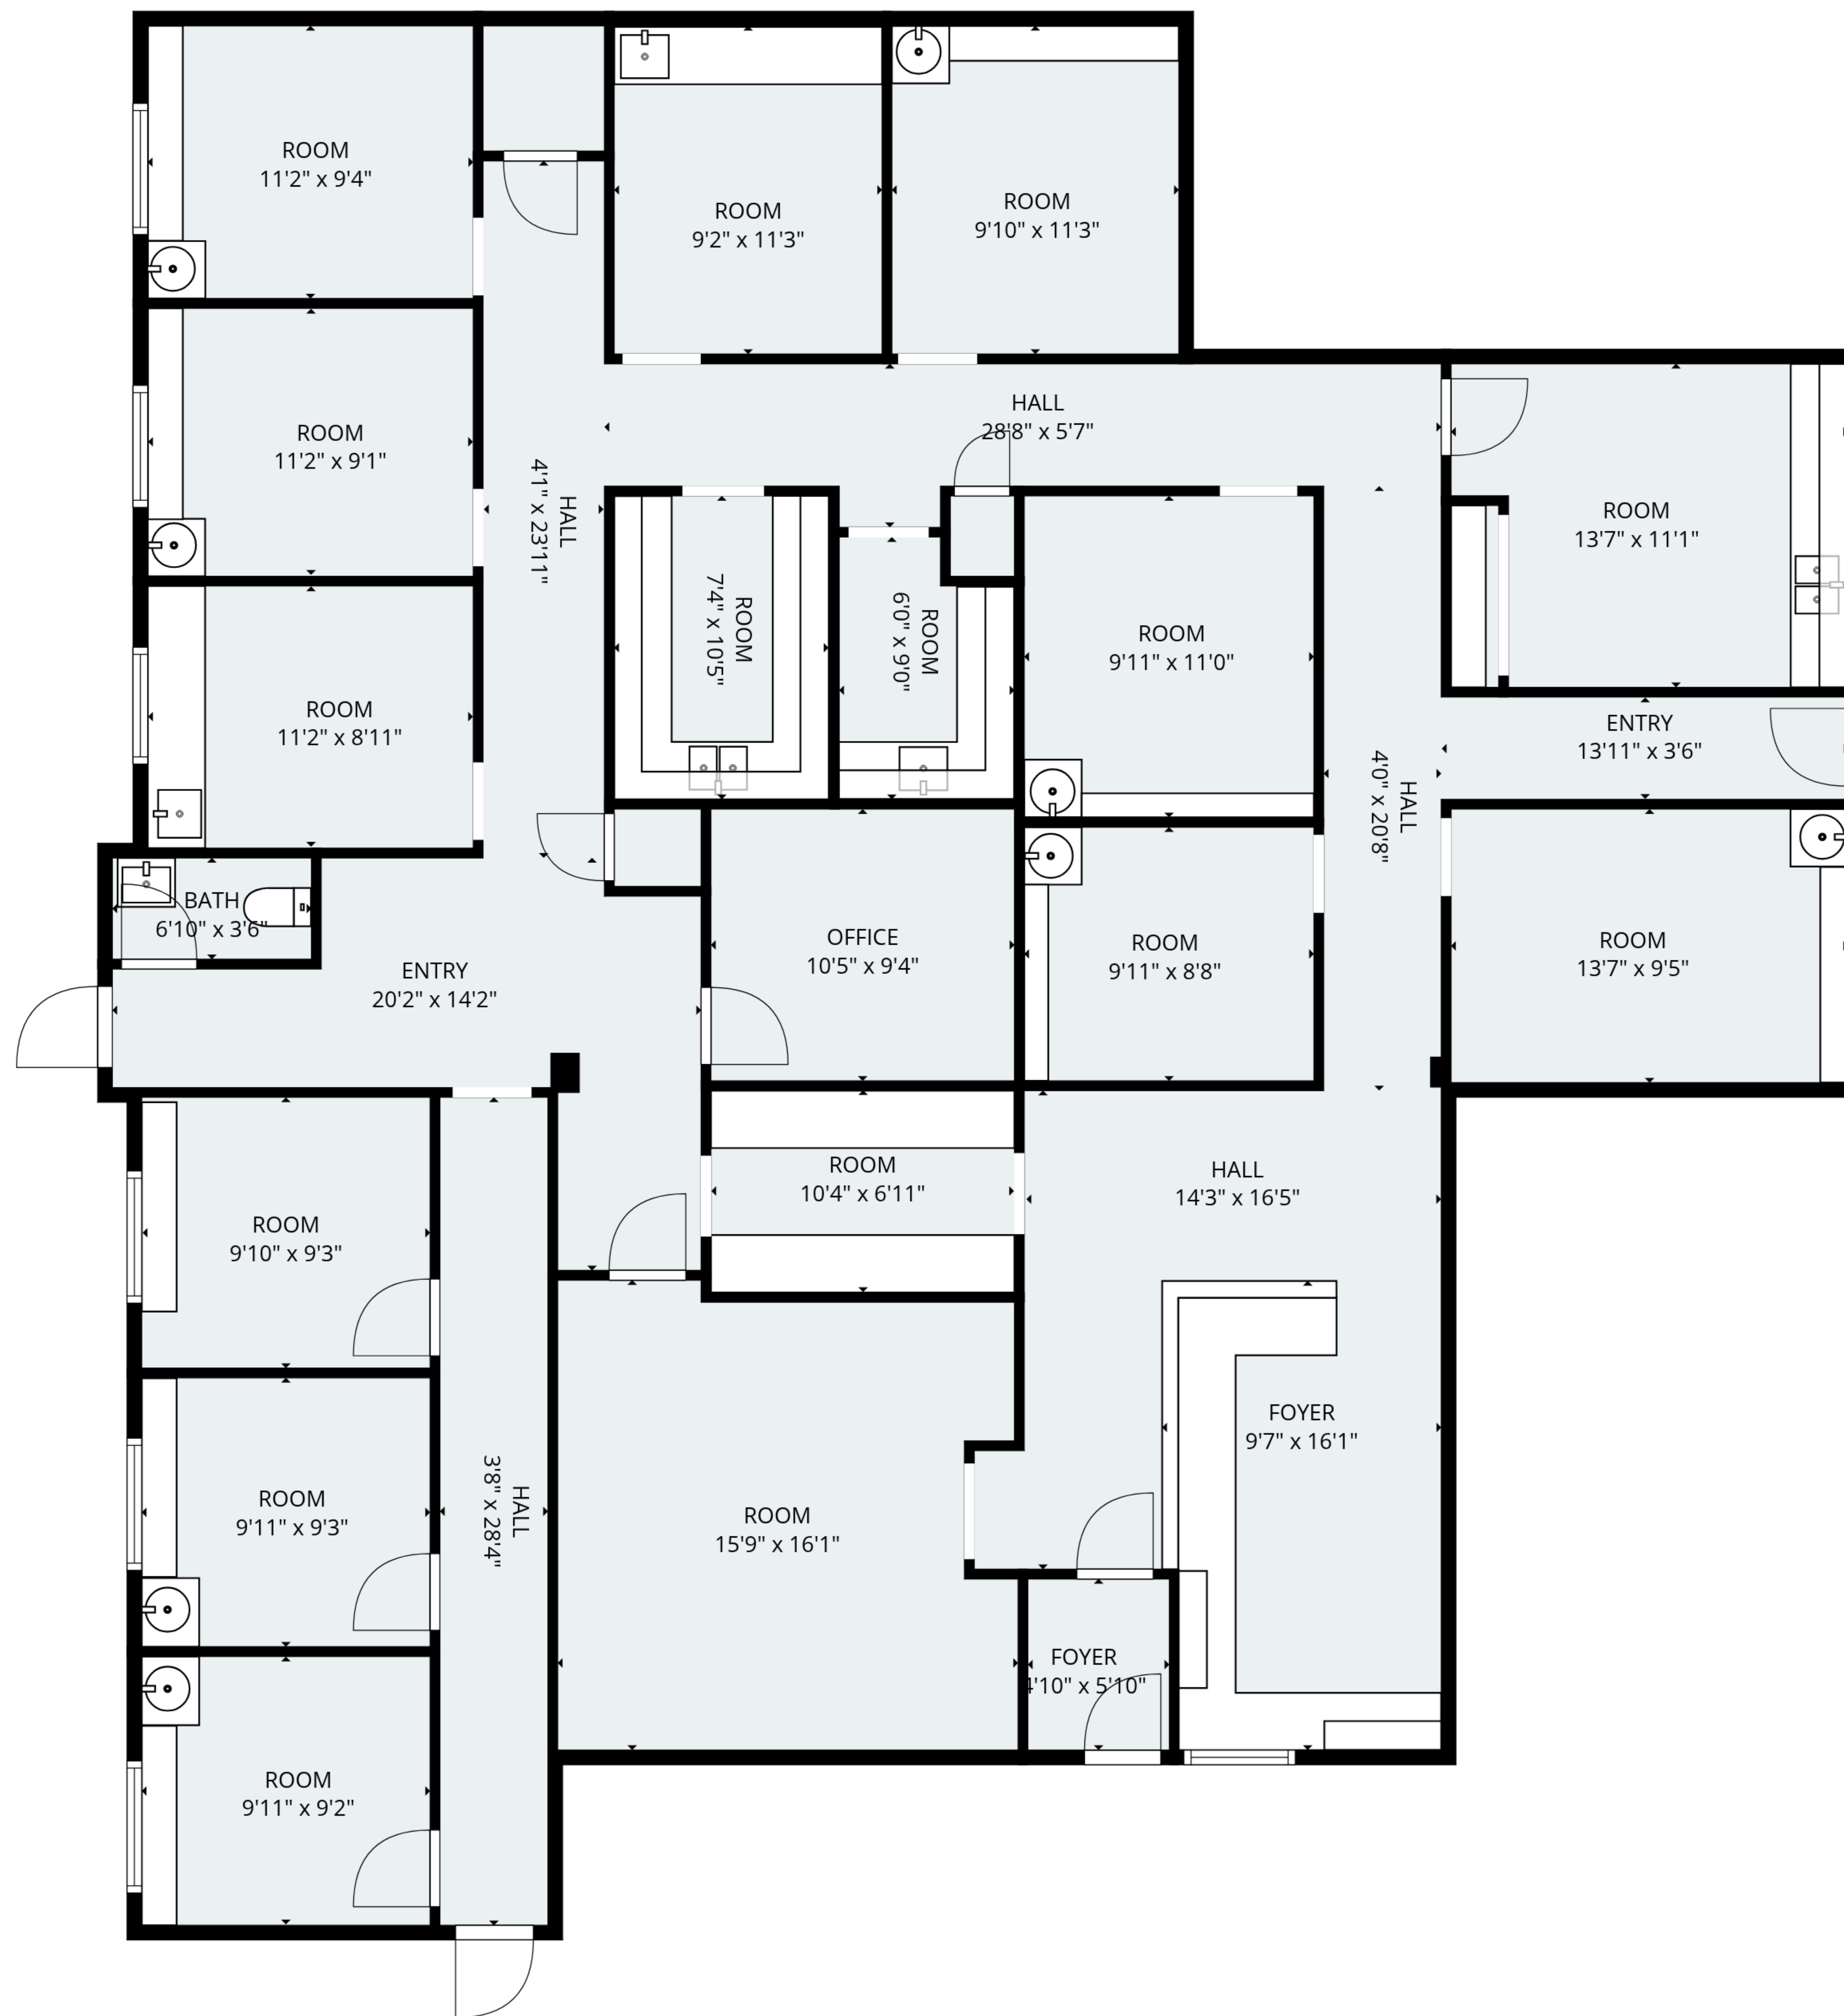 ROOM
11'2" x 9'4"
ROOM
9'2" x 11'3"
ROOM
9'10" x 11'3"
HALL
28'8" x 5'7"
ROOM
11'2" x 9'1"
HALL
4'1" x 23'11"
ROOM
13'7" x 11'1"
ROOM
7'4" x 10'5"
ROOM
6'0" x 9'0"
ROOM
9'11" x 11'0"
ROOM
11'2" x 8'11"
ENTRY
13'11" x 3'6"
HALL
4'0" x 20'8"
BATH
6'10" x 3'6"
OFFICE
10'5" x 9'4"
ROOM
9'11" x 8'8"
ROOM
13'7" x 9'5"
ENTRY
20'2" x 14'2"
ROOM
10'4" x 6'11"
HALL
14'3" x 16'5"
ROOM
9'10" x 9'3"
FOYER
9'7" x 16'1"
ROOM
9'11" x 9'3"
HALL
3'8" x 28'4"
ROOM
15'9" x 16'1"
FOYER
4'10" x 5'10"
ROOM
9'11" x 9'2"